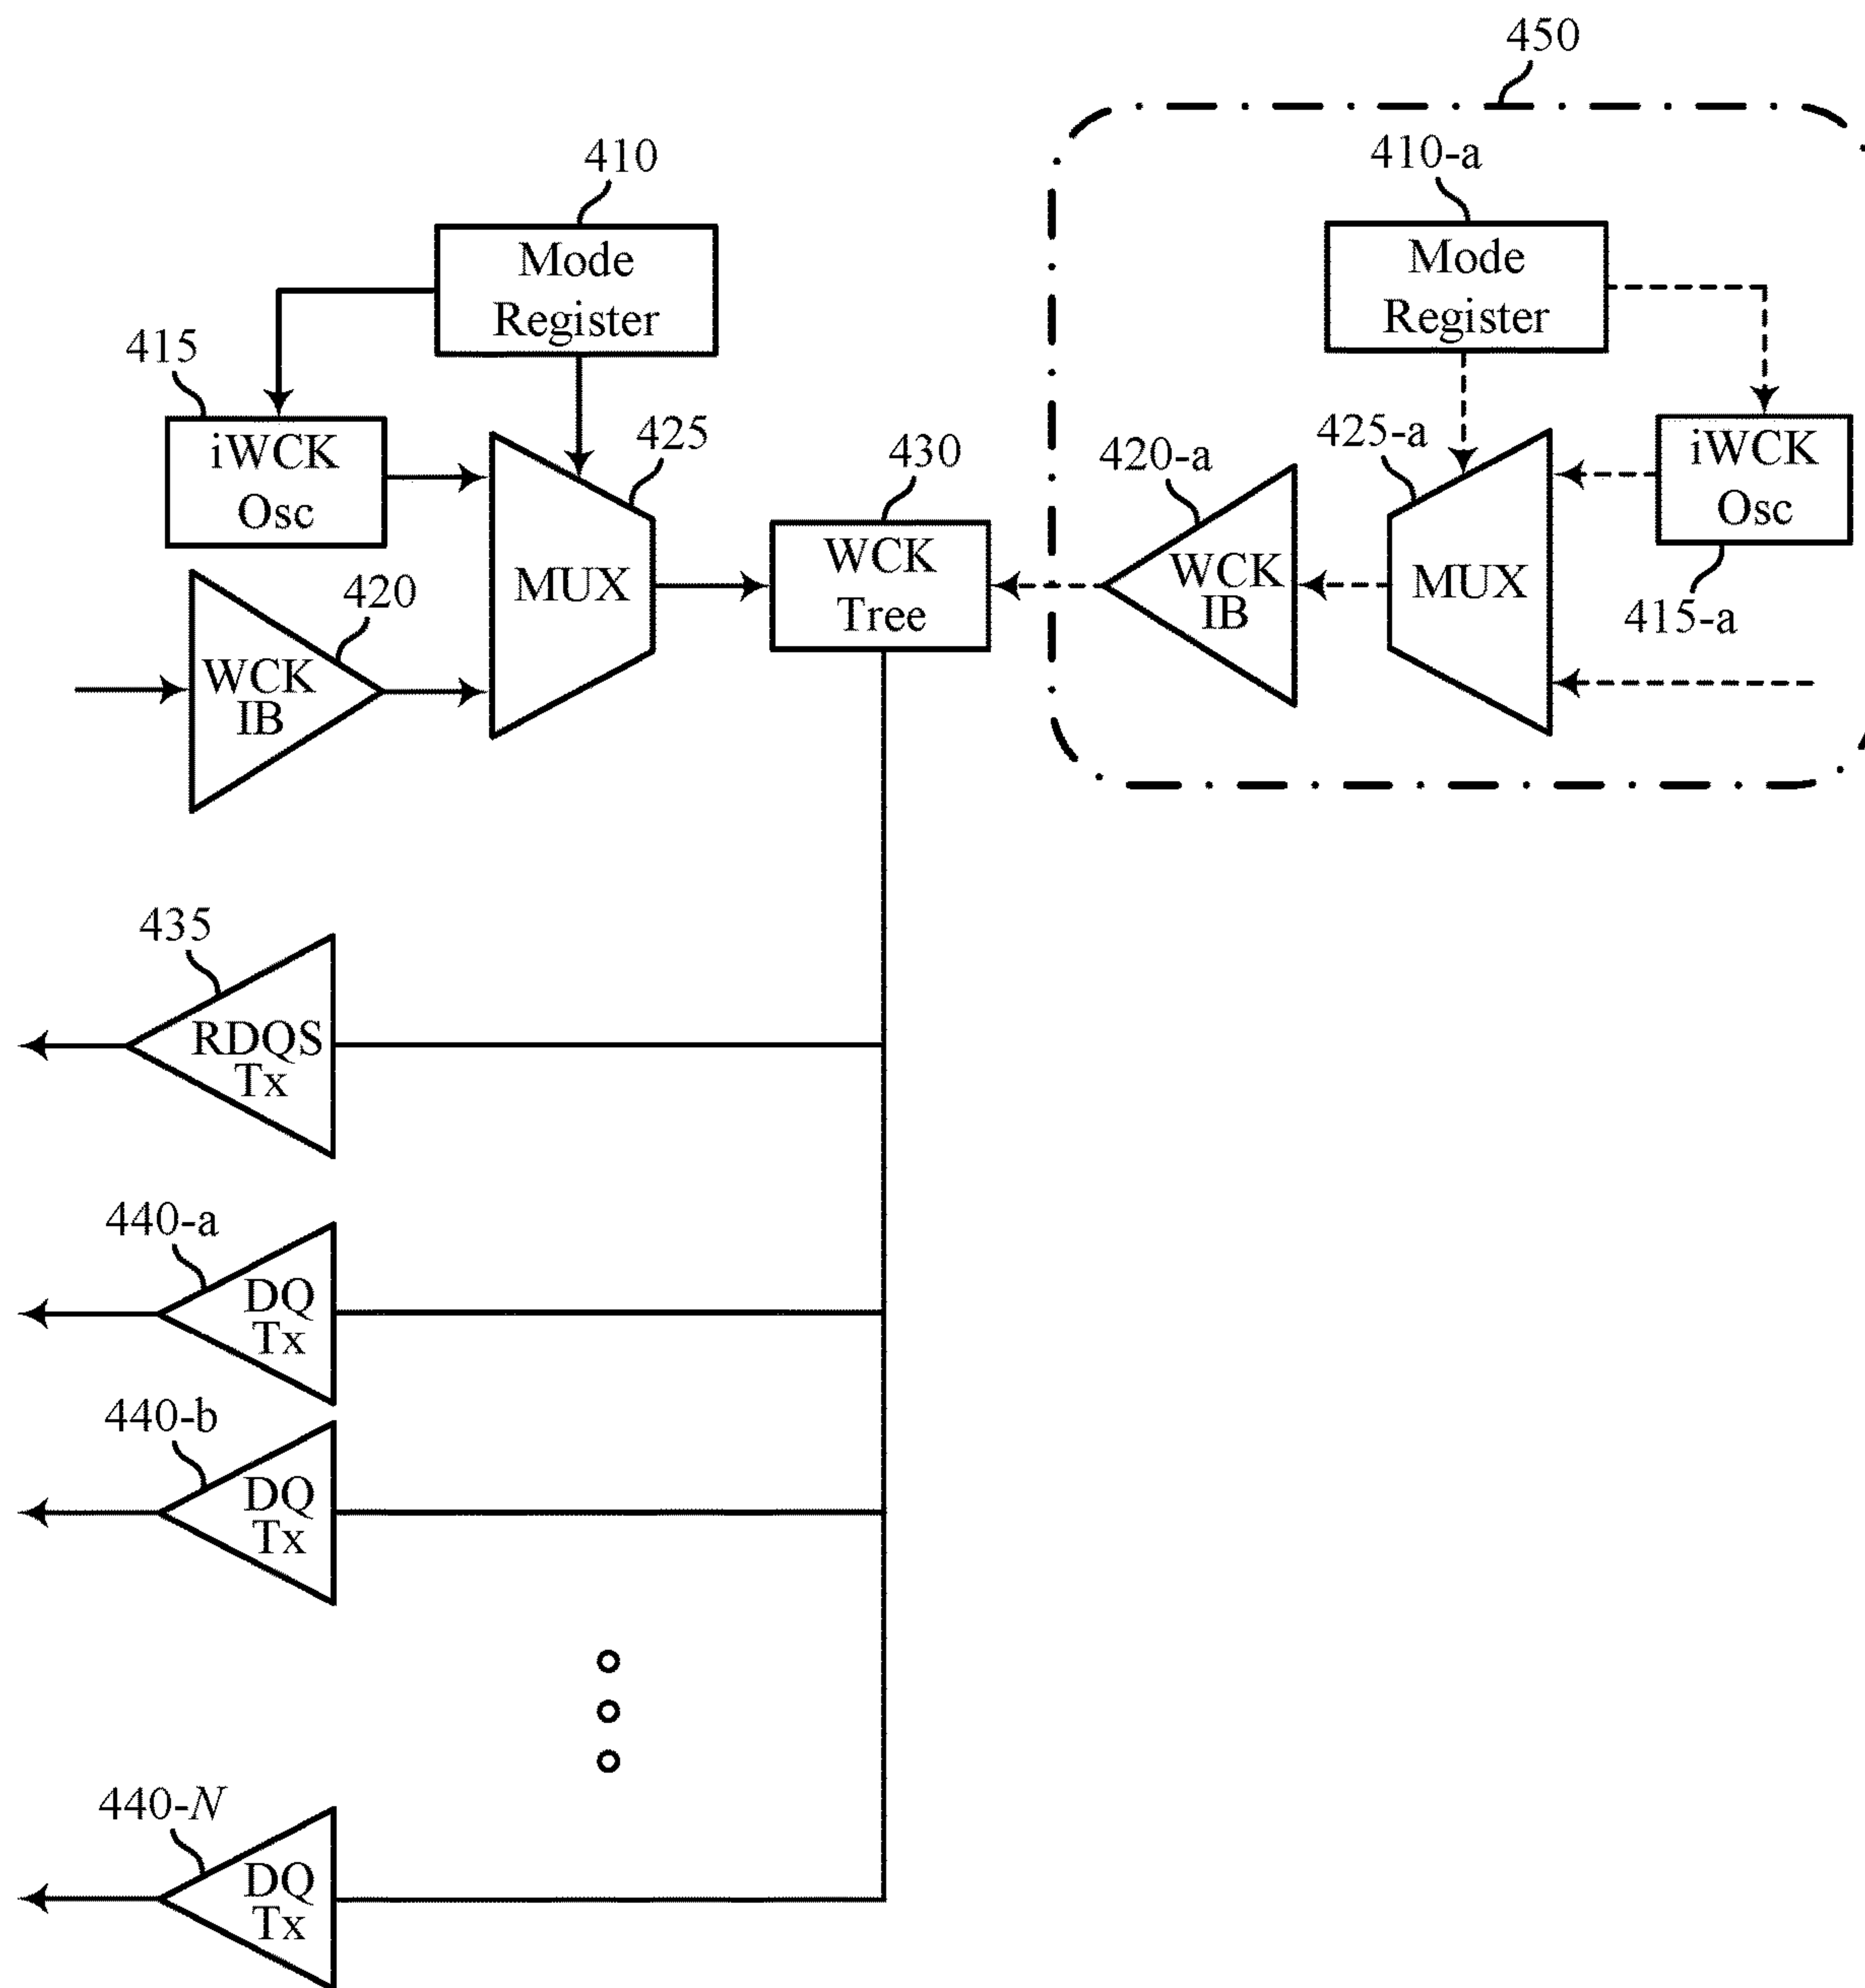 450
410
410-a
Mode
Register
Mode
Register
415
425
430
420-a
425-a
iWCK
Osc
iWCK
Osc
420
MUX
WCK
Tree
WCK
IB
MUX
415-a
WCK
IB
435
RDQS
Tx
440-a
DQ
Tx
440-b
DQ
Tx
440-N
DQ
Tx